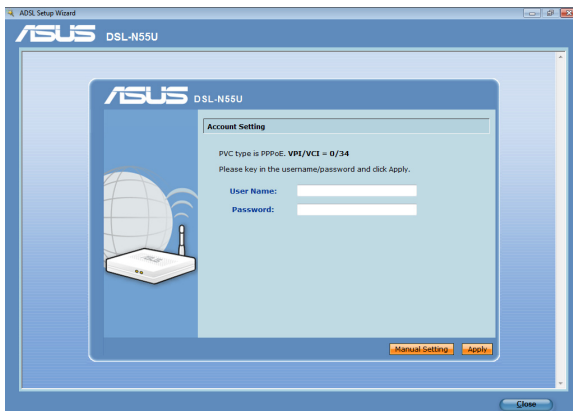 ADSL Setup Wizard
ASUS DSL-N55U
ASUS DSL-N55U
Account Setting
PVC type is PPPoE. VPI/VCI = 0/34
Please key in the username/password and click Apply.
User Name:
Password:
ASUS
Manual Setting Apply
Close